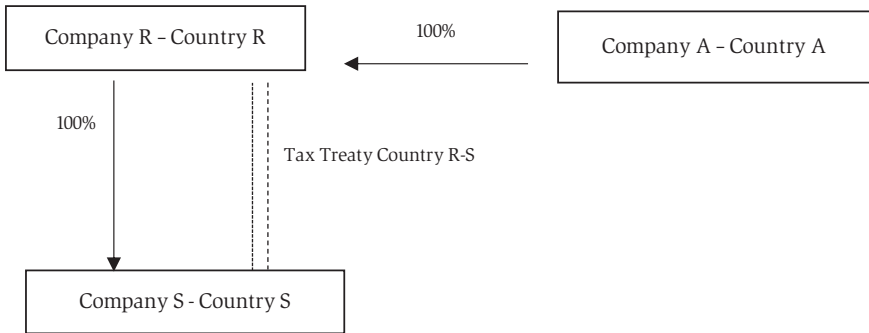 Company R – Country R
100%
Company A – Country A
100%
Tax Treaty Country R-S
Company S - Country S